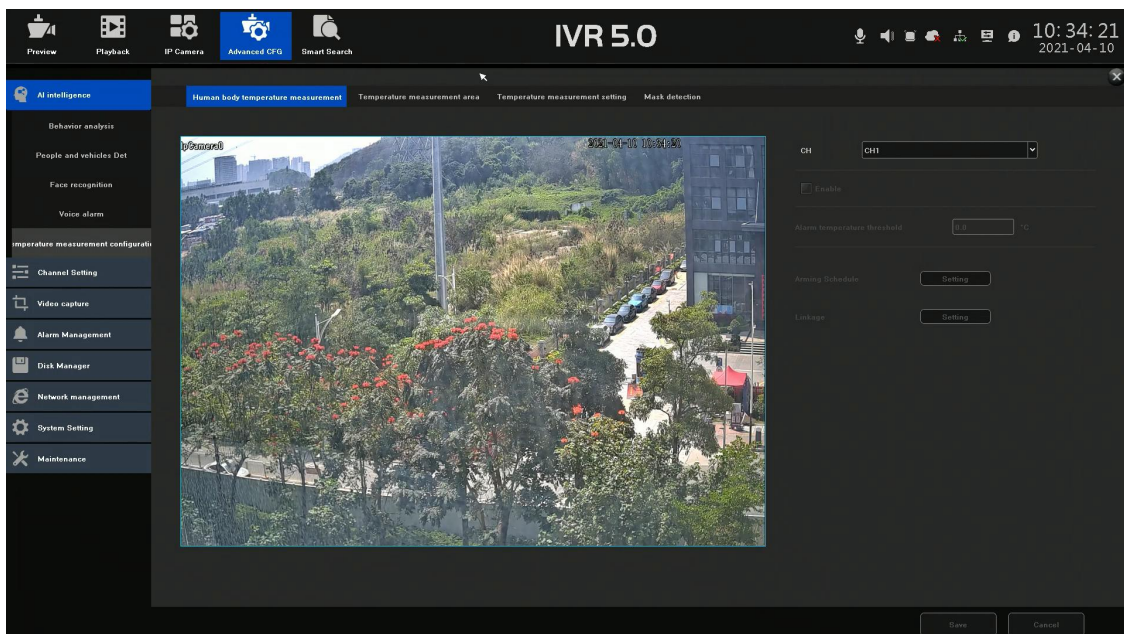 Preview
Playback
IP Camera
Advanced CFG
Smart Search
IVR 5.0
10:34:21
2021-04-10
AI intelligence
Behavior analysis
People and vehicles Det
Face recognition
Voice alarm
emperature measurement configurati
Channel Setting
Video capture
Alarm Management
Disk Manager
Network management
System Setting
Maintenance
Human body temperature measurement
Temperature measurement area
Temperature measurement setting
Mask detection
IpCamera0
2021-04-10 10:34:20
CH
CH1
Enable
Alarm temperature threshold
0.0
°C
Arming Schedule
Setting
Linkage
Setting
Save
Cancel